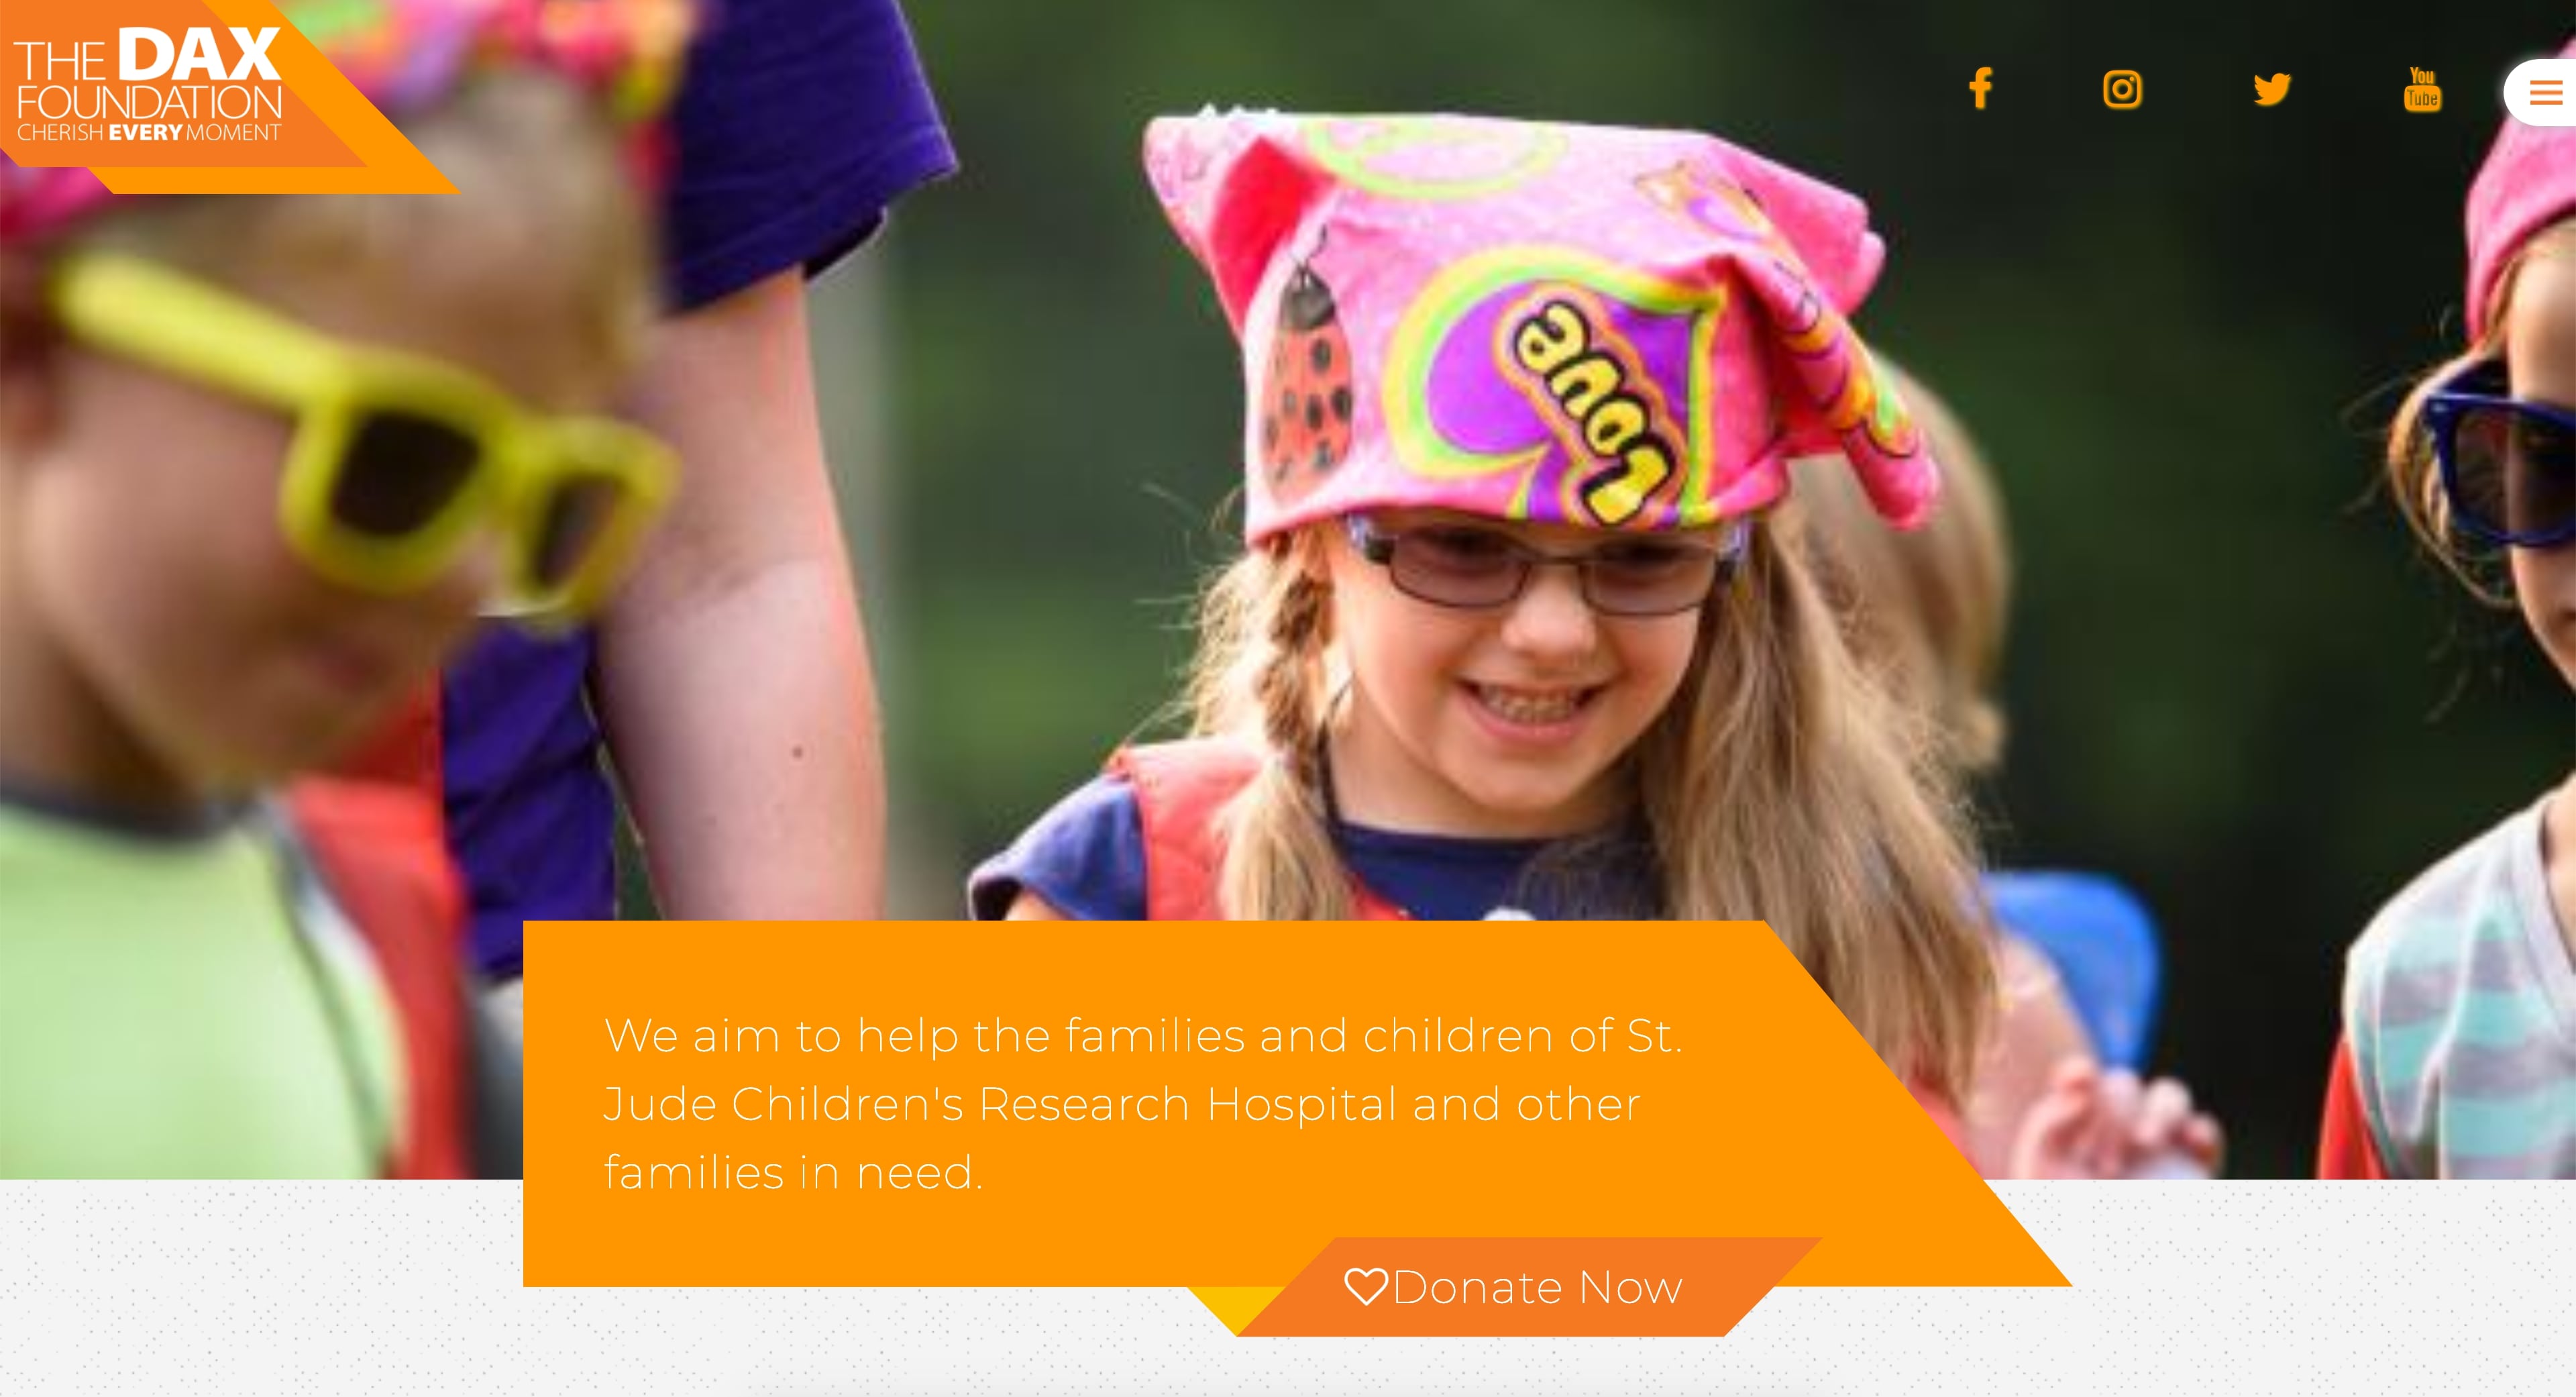 THE DAX
FOUNDATION
CHERISH EVERY MOMENT
You
Tube
Love
We aim to help the families and children of St.
Jude Children's Research Hospital and other
families in need.
Donate Now